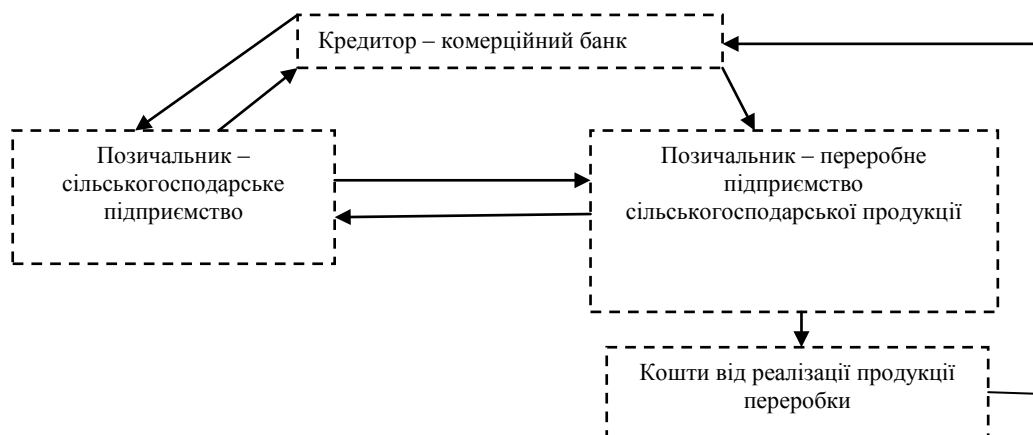 Кредитор – комерційний банк
Позичальник –
сільськогосподарське
підприємство
Позичальник – переробне
підприємство
сільськогосподарської продукції
Кошти від реалізації продукції
переробки